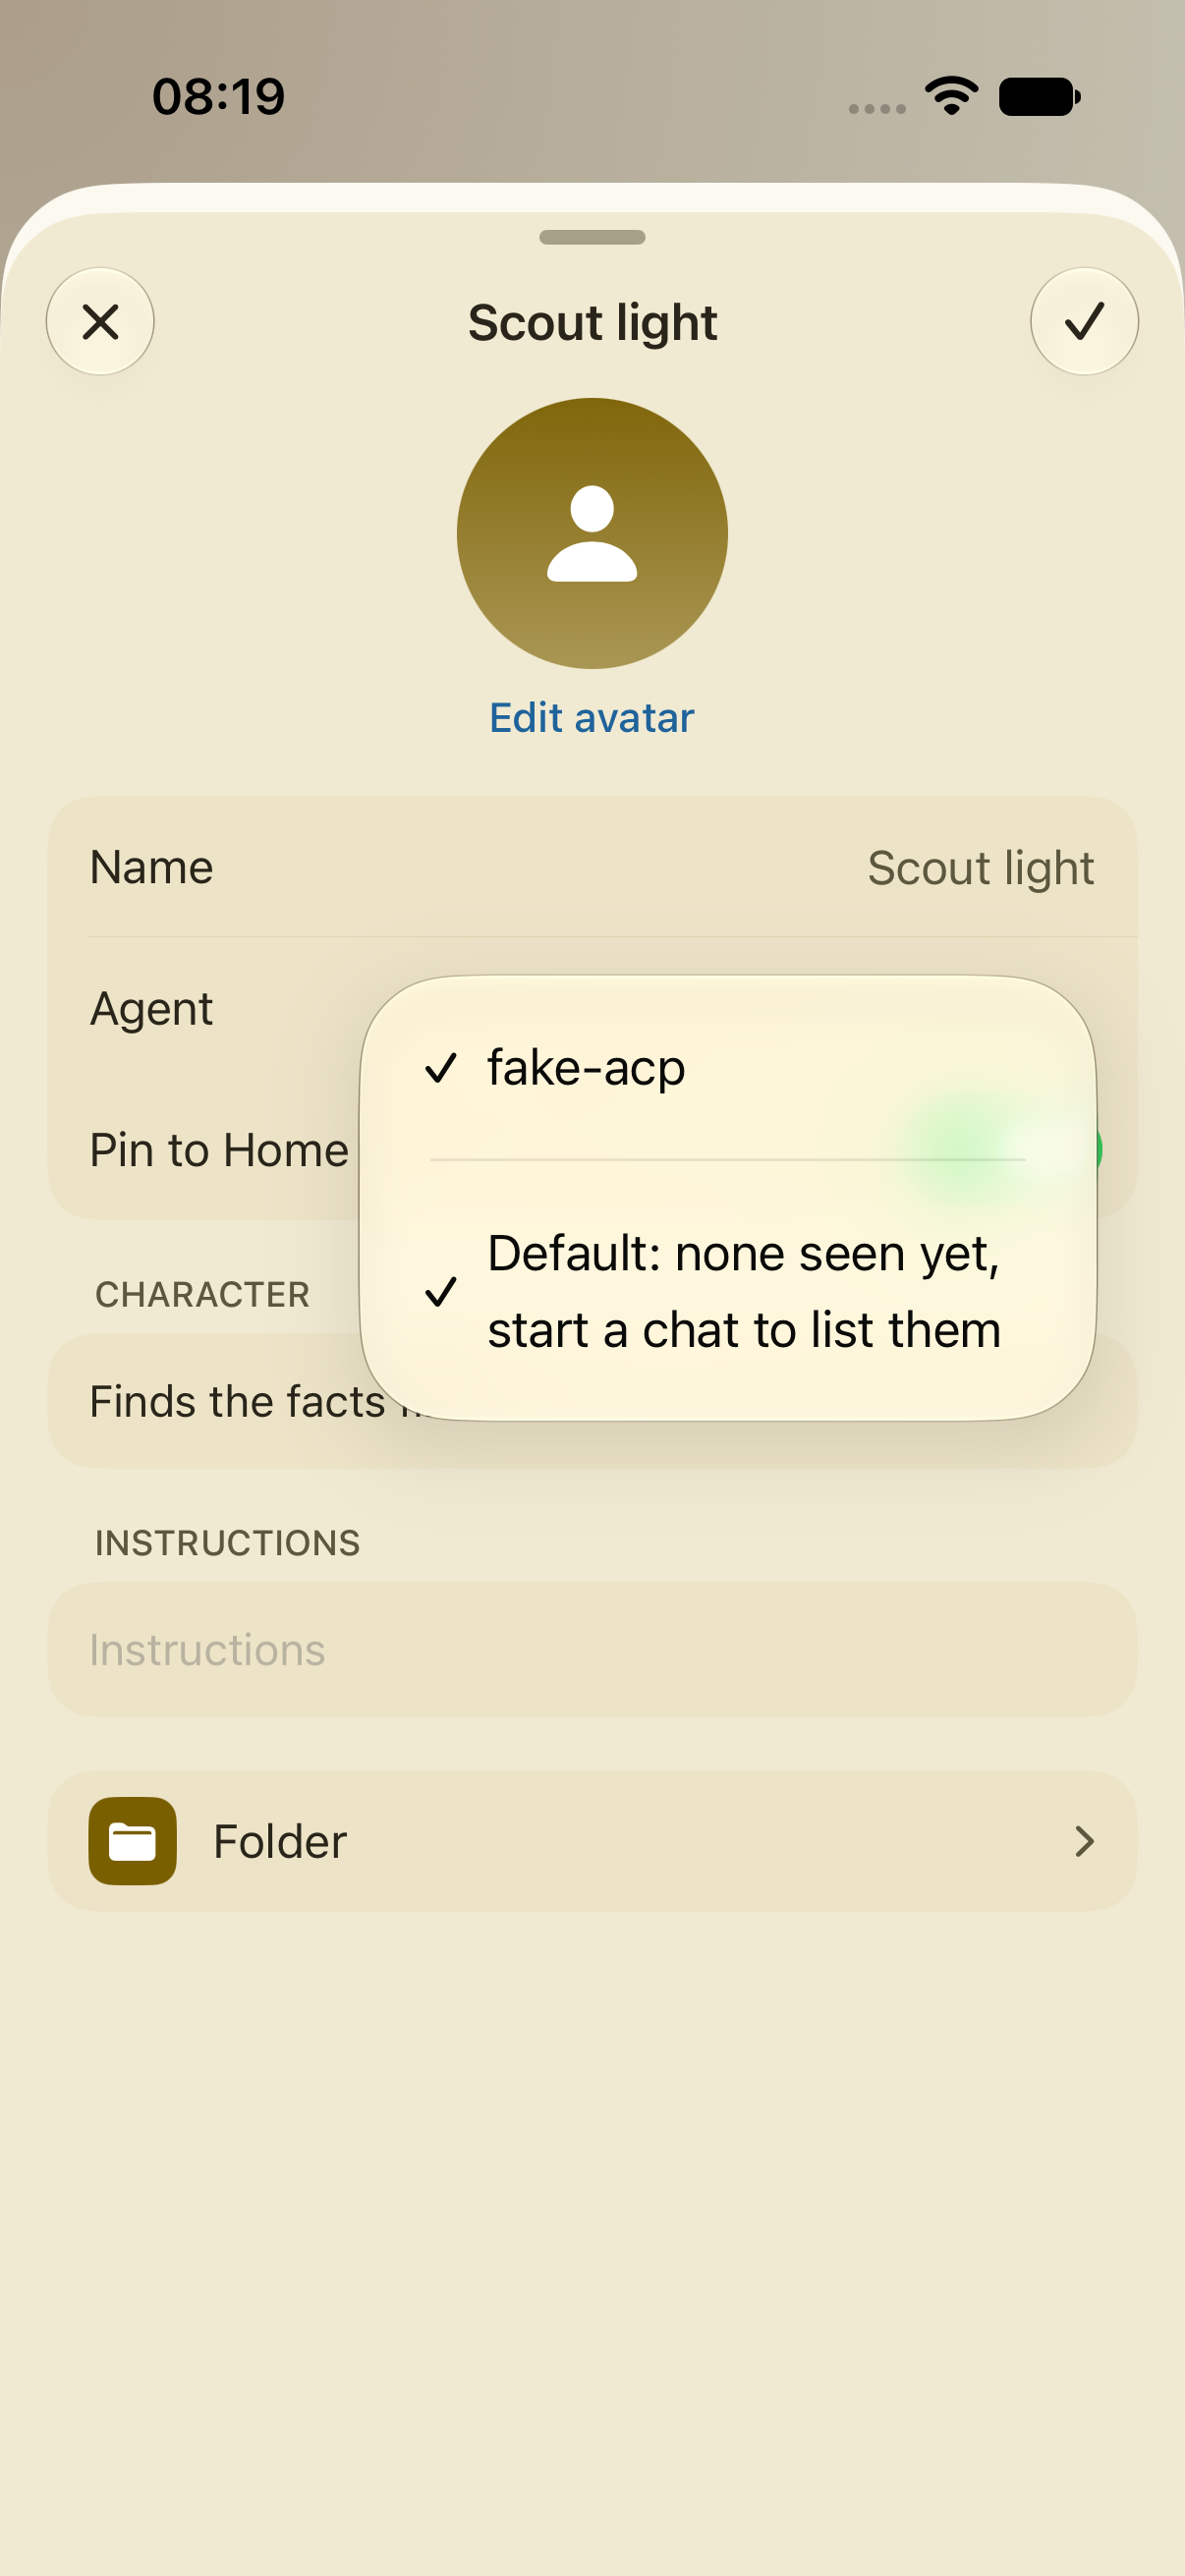 08:19
Scout light
Edit avatar
Name
Scout light
Agent
fake-acp
Pin to Home
Default: none seen yet,
start a chat to list them
CHARACTER
Finds the facts
INSTRUCTIONS
Instructions
Folder